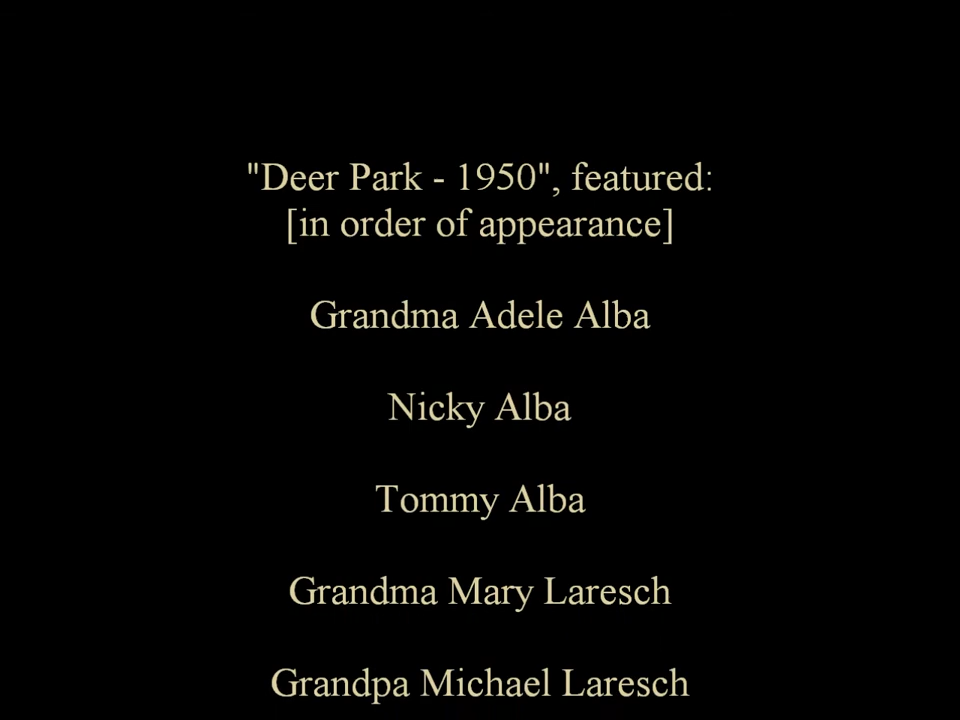 "Deer Park - 1950", featured:
[in order of appearance]
Grandma Adele Alba
Nicky Alba
Tommy Alba
Grandma Mary Laresch
Grandpa Michael Laresch